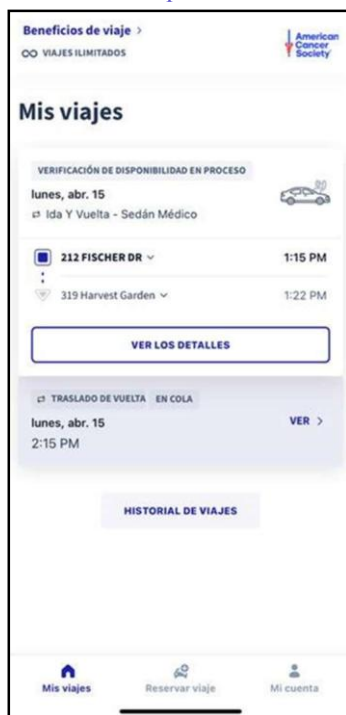 Beneficios de viaje >
VIAJES ILIMITADOS
American
Cancer
Society
Mis viajes
VERIFICACIÓN DE DISPONIBILIDAD EN PROCESO
lunes, abr. 15
Ida Y Vuelta - Sedán Médico
212 FISCHER DR 1:15 PM
319 Harvest Garden 1:22 PM
VER LOS DETALLES
TRASLADO DE VUELTA EN COLA
lunes, abr. 15 VER >
2:15 PM
HISTORIAL DE VIAJES
Mis viajes Reservar viaje Mi cuenta